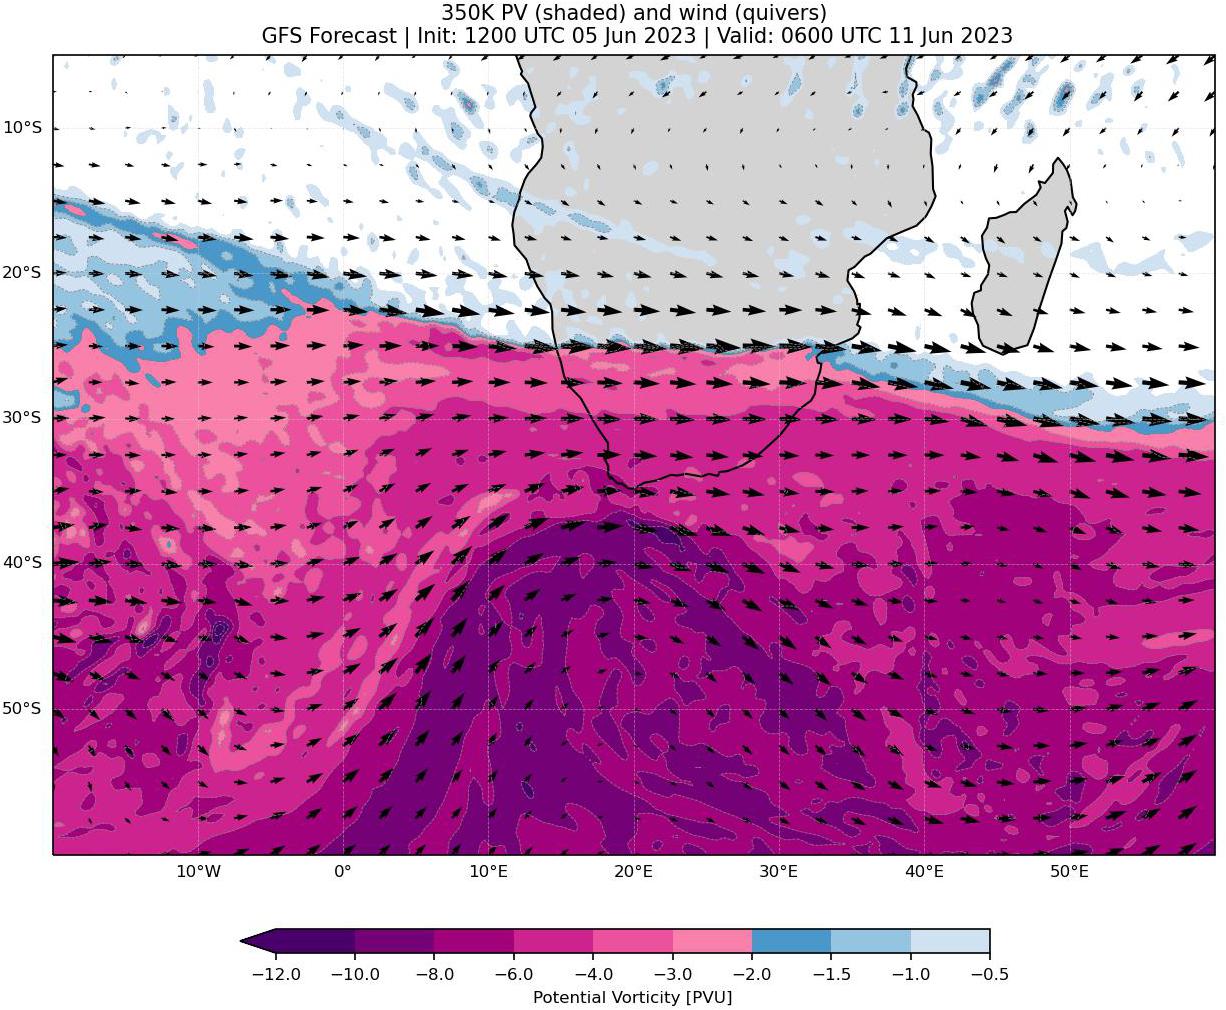 350K PV (shaded) and wind (quivers)
GFS Forecast | Init: 1200 UTC 05 Jun 2023 | Valid: 0600 UTC 11 Jun 2023
10°S
20°S
30°S
40°S
50°S
10°W 0° 10°E 20°E 30°E 40°E 50°E
−12.0 −10.0 −8.0 −6.0 −4.0 −3.0 −2.0 −1.5 −1.0 −0.5
Potential Vorticity [PVU]